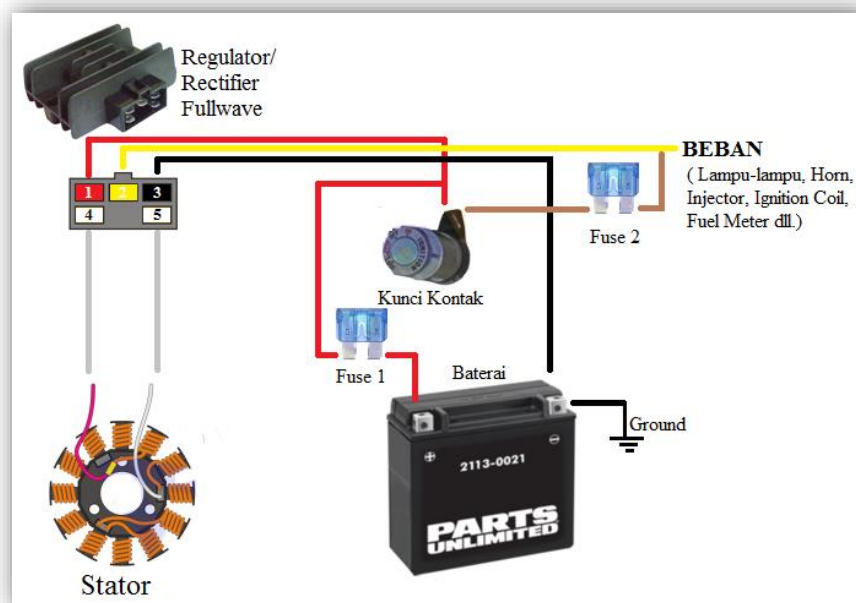 Regulator/
Rectifier
Fullwave
1 2 3
4 5
BEBAN
( Lampu-lampu, Horn,
Injector, Ignition Coil,
Fuel Meter dll.)
Fuse 2
Kunci Kontak
Fuse 1
Baterai
Ground
2113-0021
PARTS
UNLIMITED
Stator